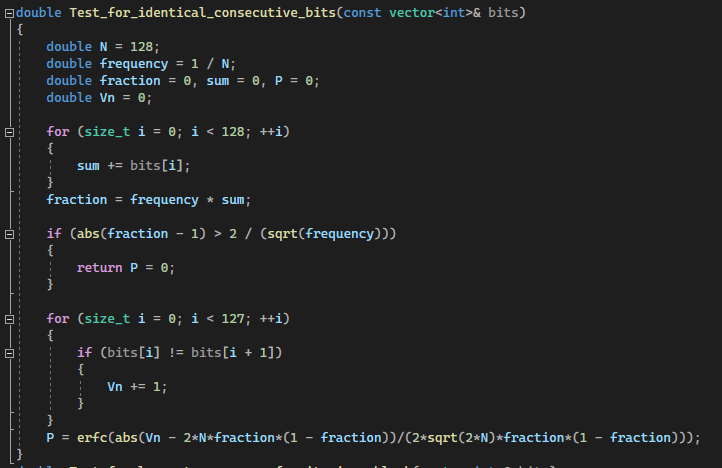 double Test_for_identical_consecutive_bits(const vector<int>& bits)
{
    double N = 128;
    double frequency = 1 / N;
    double fraction = 0, sum = 0, P = 0;
    double Vn = 0;

    for (size_t i = 0; i < 128; ++i)
    {
        sum += bits[i];
    }
    fraction = frequency * sum;

    if (abs(fraction - 1) > 2 / (sqrt(frequency)))
    {
        return P = 0;
    }

    for (size_t i = 0; i < 127; ++i)
    {
        if (bits[i] != bits[i + 1])
        {
            Vn += 1;
        }
    }
    P = erfc(abs(Vn - 2*N*fraction*(1 - fraction))/(2*sqrt(2*N)*fraction*(1 - fraction)));
}